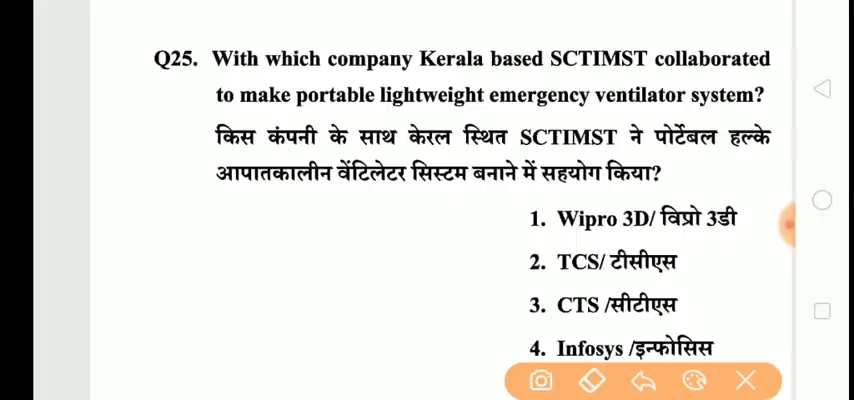 Q25. With which company Kerala based SCTIMST collaborated
to make portable lightweight emergency ventilator system?
किस कंपनी के साथ केरल स्थित SCTIMST ने पोर्टेबल हल्के
आपातकालीन वेंटिलेटर सिस्टम बनाने में सहयोग किया?
1. Wipro 3D/ विप्रो 3डी
2. TCS/ टीसीएस
3. CTS /सीटीएस
4. Infosys /इन्फोसिस